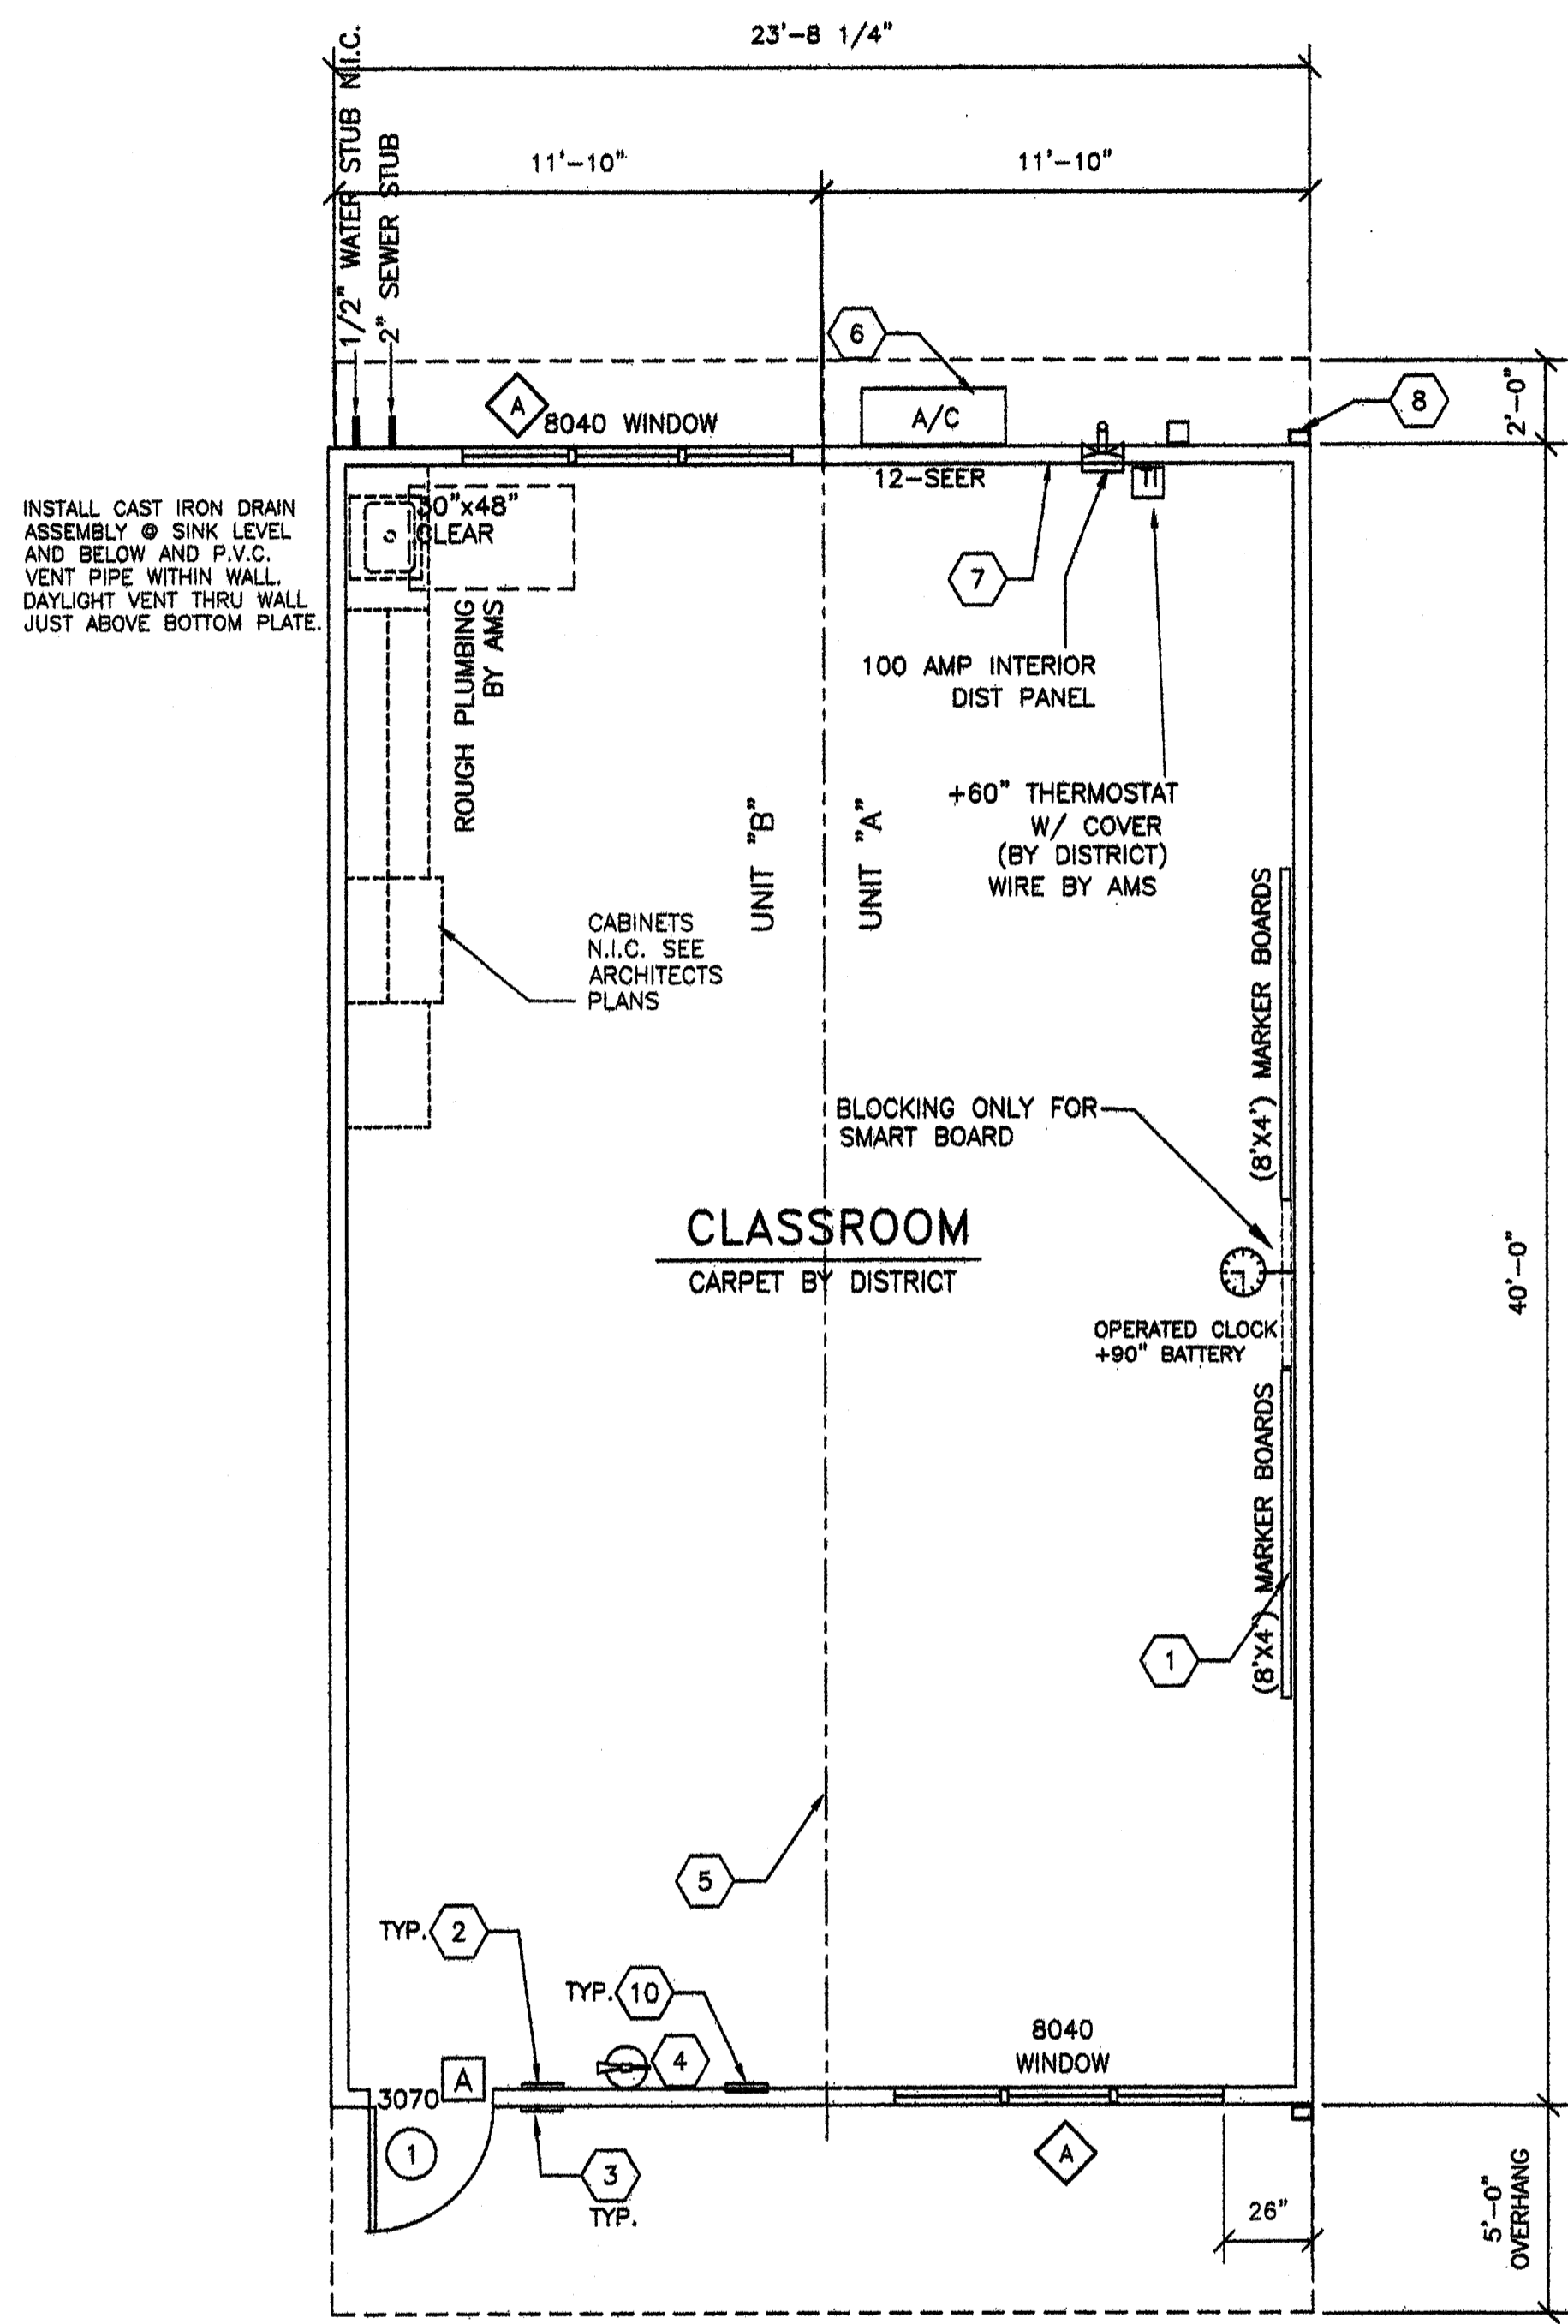 23'-8 1/4"
11'-10"
11'-10"
1/2" WATER STUB N.I.C.
2" SEWER STUB
6
8
2'-0"
A
8040 WINDOW
A/C
12-SEER
INSTALL CAST IRON DRAIN
ASSEMBLY @ SINK LEVEL
AND BELOW AND P.V.C.
VENT PIPE WITHIN WALL.
DAYLIGHT VENT THRU WALL
JUST ABOVE BOTTOM PLATE.
30"x48"
CLEAR
7
ROUGH PLUMBING
BY AMS
100 AMP INTERIOR
DIST PANEL
+60" THERMOSTAT
W/ COVER
(BY DISTRICT)
WIRE BY AMS
UNIT "B"
UNIT "A"
CABINETS
N.I.C. SEE
ARCHITECTS
PLANS
(8'X4') MARKER BOARDS
BLOCKING ONLY FOR
SMART BOARD
CLASSROOM
CARPET BY DISTRICT
40'-0"
OPERATED CLOCK
+90" BATTERY
(8'X4') MARKER BOARDS
1
5
TYP. 2
TYP. 10
4
8040
WINDOW
A
3070
1
3
TYP.
A
26"
5'-0"
OVERHANG